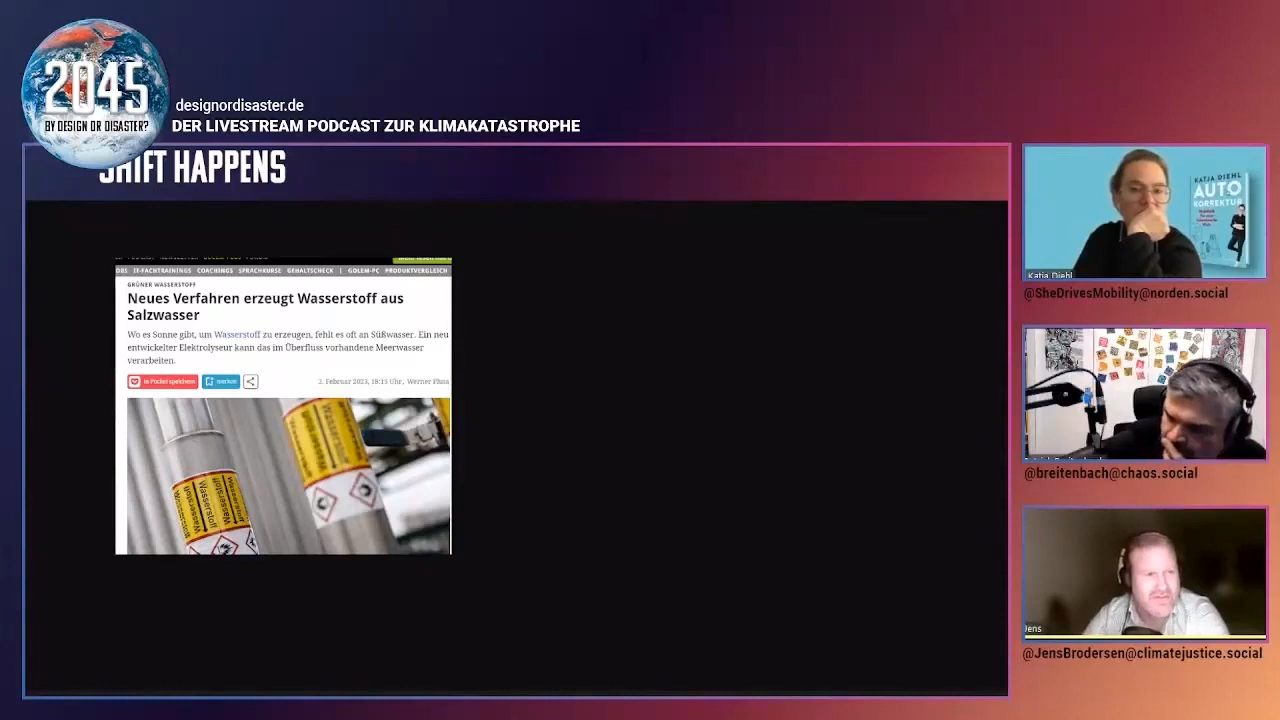 2045
BY DESIGN OR DISASTER?
designordisaster.de
DER LIVESTREAM PODCAST ZUR KLIMAKATASTROPHE
SHIFT HAPPENS
OBS IT-FACHTRAININGS COACHINGS SPRACHKURSE GEHALTSCHECK | GOLEM-PC PRODUKTVERGLEICH
GRÜNER WASSERSTOFF
Neues Verfahren erzeugt Wasserstoff aus
Salzwasser
Wo es Sonne gibt, um Wasserstoff zu erzeugen, fehlt es oft an Süßwasser. Ein neu
entwickelter Elektrolyseur kann das im Überfluss vorhandene Meerwasser
verarbeiten.
in Pocket speichern
merken
2. Februar 2023, 18:19 Uhr, Werner Pluta
Wasserstoff
Wasserstoff
Wasserstoff
KATJA DIEHL
AUTO
KORREKTUR
Katja Diehl
@SheDrivesMobility@norden.social
@breitenbach@chaos.social
Jens
@JensBrodersen@climatejustice.social